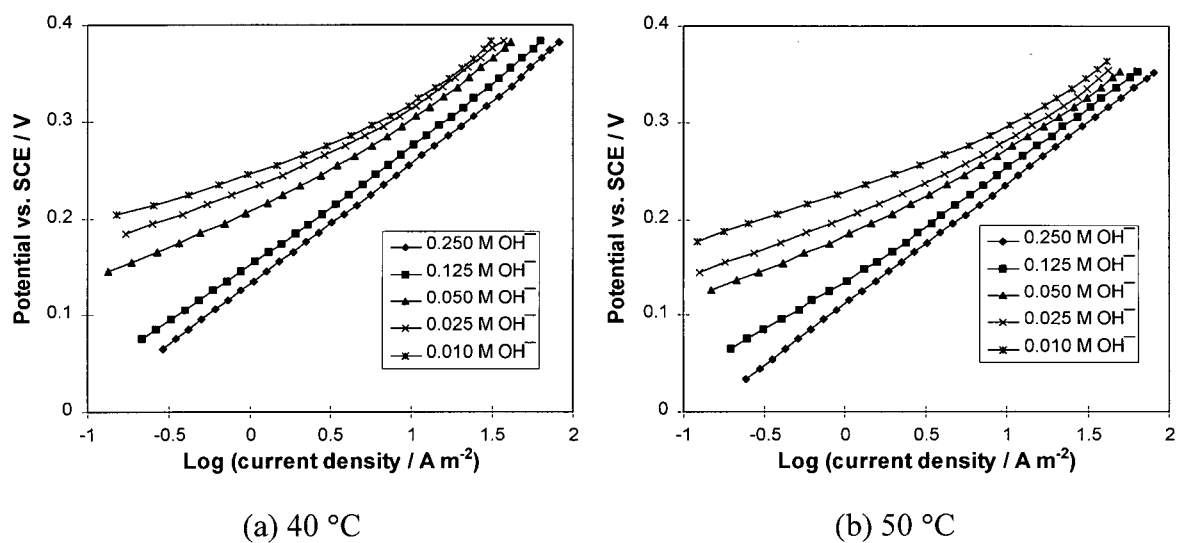 0.4
0.3
0.2
0.1
0
Potential vs. SCE / V
-1 -0.5 0 0.5 1 1.5 2
Log (current density / A m⁻²)
0.250 M OH⁻
0.125 M OH⁻
0.050 M OH⁻
0.025 M OH⁻
0.010 M OH⁻
(a) 40 °C
0.4
0.3
0.2
0.1
0
Potential vs. SCE / V
-1 -0.5 0 0.5 1 1.5 2
Log (current density / A m⁻²)
0.250 M OH⁻
0.125 M OH⁻
0.050 M OH⁻
0.025 M OH⁻
0.010 M OH⁻
(b) 50 °C